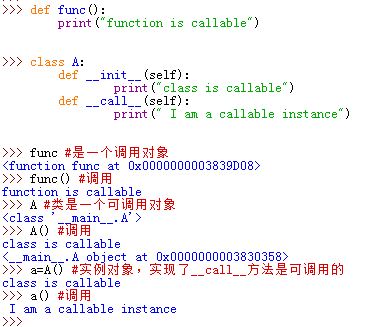 >>> def func():
        print("function is callable")
>>> class A:
        def __init__(self):
            print("class is callable")
        def __call__(self):
            print(" I am a callable instance")
>>> func #是一个调用对象
<function func at 0x0000000003839D08>
>>> func() #调用
function is callable
>>> A #类是一个可调用对象
<class '__main__.A'>
>>> A() #调用
class is callable
<__main__.A object at 0x0000000003830358>
>>> a=A() #实例对象，实现了__call__方法是可调用的
class is callable
>>> a() #调用
 I am a callable instance
>>>